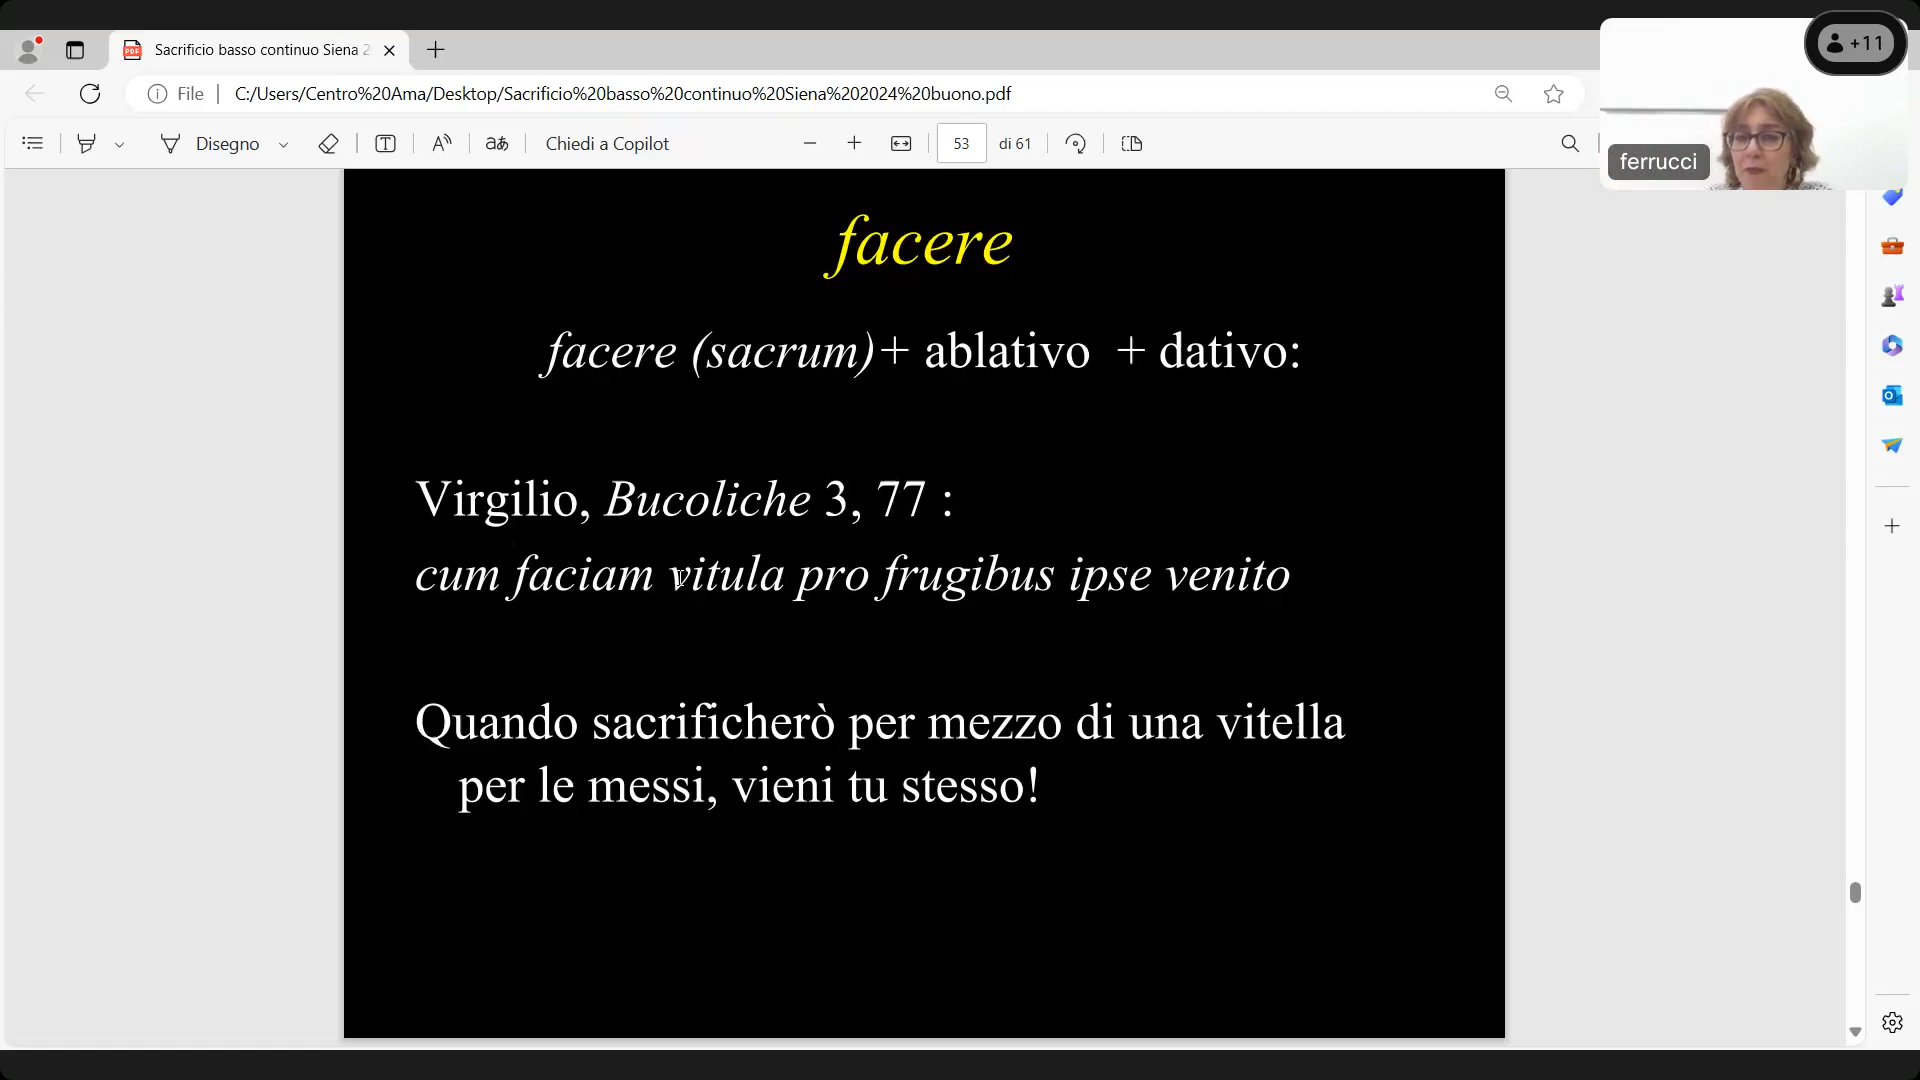 Sacrificio basso continuo Siena 2
File
C:/Users/Centro%20Ama/Desktop/Sacrificio%20basso%20continuo%20Siena%202024%20buono.pdf
+11
ferrucci
Disegno
Chiedi a Copilot
53
di 61
facere
facere (sacrum)+ ablativo + dativo:
Virgilio, Bucoliche 3, 77 :
cum faciam vitula pro frugibus ipse venito
Quando sacrificherò per mezzo di una vitella
per le messi, vieni tu stesso!